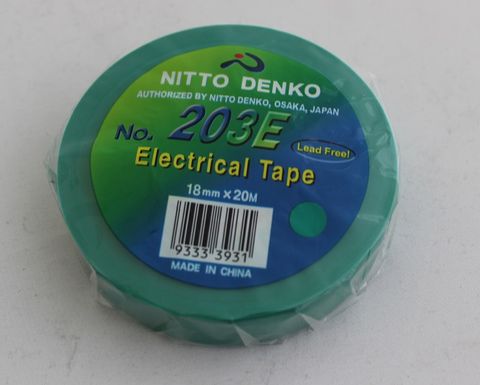 NITTO DENKO
AUTHORIZED BY NITTO DENKO, OSAKA, JAPAN
No. 203E
Lead Free!
Electrical Tape
18mm x 20M
9333 3931
MADE IN CHINA